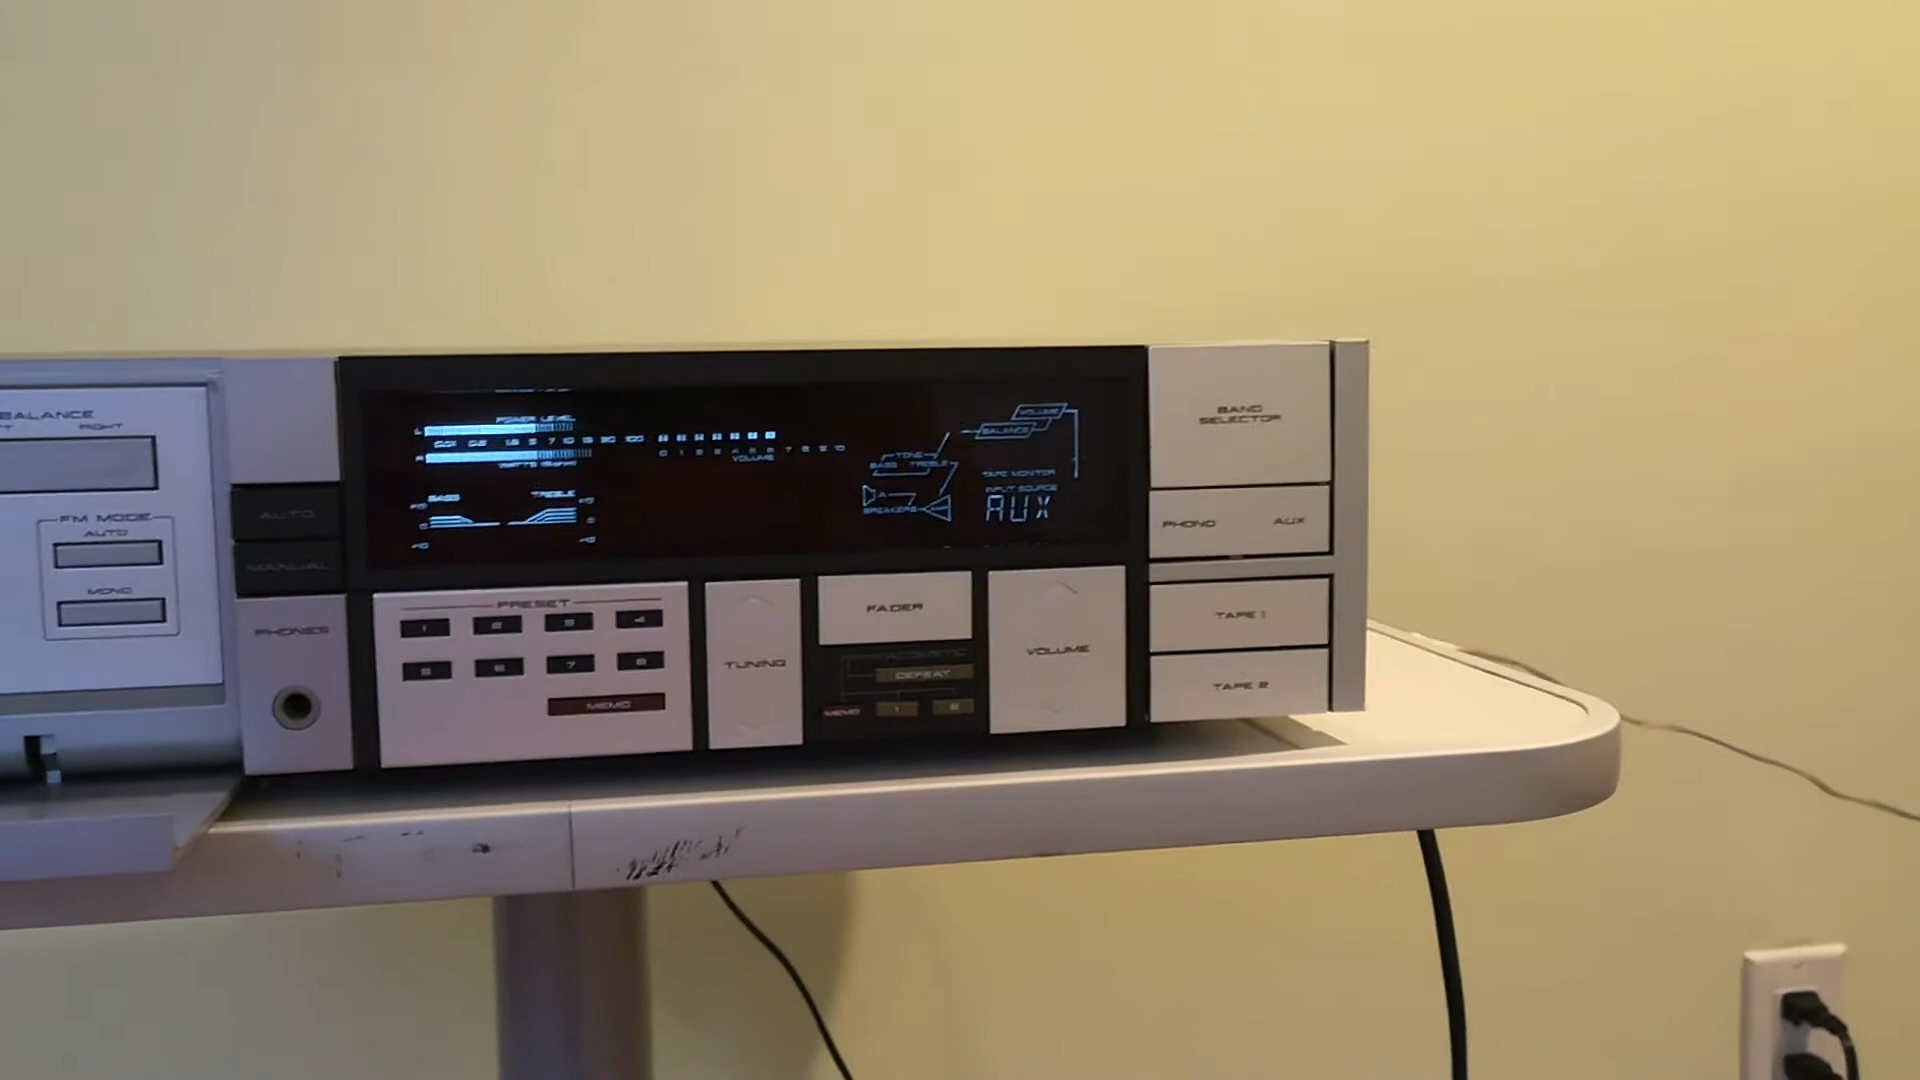 BALANCE
RIGHT
FM MODE
AUTO
MONO
AUTO
MANUAL
PHONES
POWER LEVEL
L
R
WATTS
VOLUME
BASS
TREBLE
TONE
BASS TREBLE
A
SPEAKERS
VOLUME
BALANCE
TAPE MONITOR
INPUT SOURCE
AUX
PRESET
1 2 3 4
5 6 7 8
MEMO
TUNING
FADER
ACOUSTIC
DEFEAT
MEMO 1 2
VOLUME
BAND
SELECTOR
PHONO AUX
TAPE 1
TAPE 2